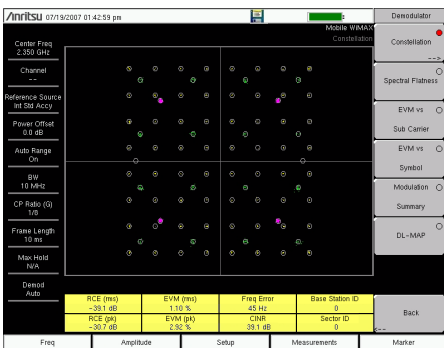 Anritsu 07/19/2007 01:42:59 pm
Mobile WiMAX
Constellation
Center Freq
2.350 GHz
Channel
--
Reference Source
Int Std Accy
Power Offset
0.0 dB
Auto Range
On
BW
10 MHz
CP Ratio (G)
1/8
Frame Length
10 ms
Max Hold
N/A
Demod
Auto
RCE (rms)
-39.1 dB
EVM (rms)
1.10 %
Freq Error
45 Hz
Base Station ID
0
RCE (pk)
-30.7 dB
EVM (pk)
2.92 %
CINR
39.1 dB
Sector ID
0
Demodulator
Constellation
-->
Spectral Flatness
EVM vs
Sub Carrier
EVM vs
Symbol
Modulation
Summary
DL-MAP
Back
<--
Freq
Amplitude
Setup
Measurements
Marker